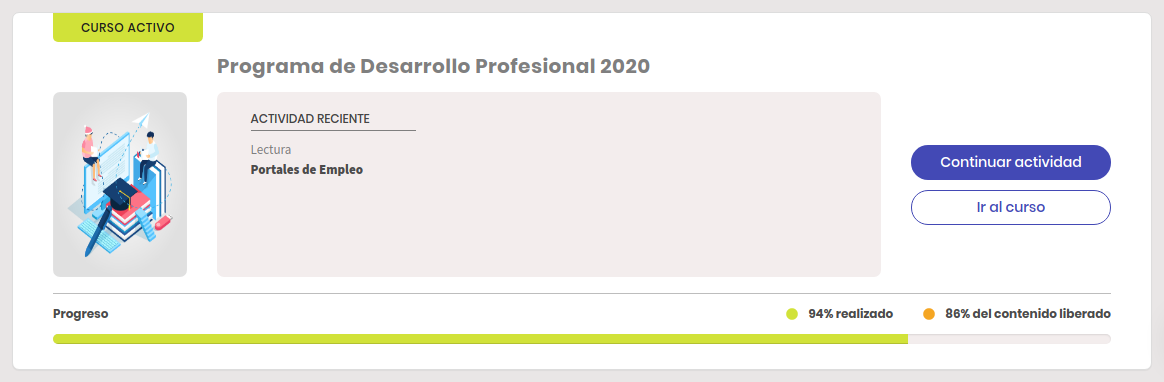 CURSO ACTIVO
Programa de Desarrollo Profesional 2020
ACTIVIDAD RECIENTE
Lectura
Portales de Empleo
Continuar actividad
Ir al curso
Progreso
94% realizado
86% del contenido liberado